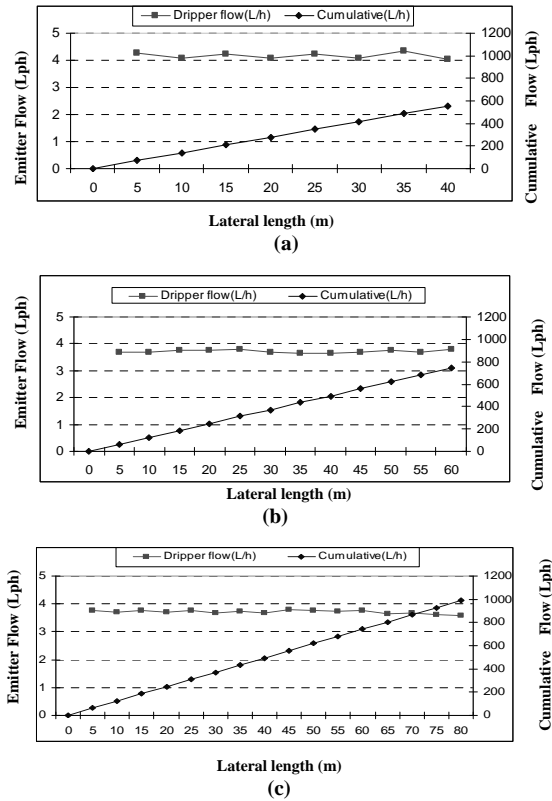 Dripper flow(L/h) Cumulative(L/h)
Emitter Flow (Lph)
5
4
3
2
1
0
1200
1000
800
600
400
200
0
Cumulative Flow (Lph)
0 5 10 15 20 25 30 35 40
Lateral length (m)
(a)
Dripper flow(L/h) Cumulative(L/h)
Emitter Flow (Lph)
5
4
3
2
1
0
1200
1000
800
600
400
200
0
Cumulative Flow (Lph)
0 5 10 15 20 25 30 35 40 45 50 55 60
Lateral length (m)
(b)
Dripper flow(L/h) Cumulative(L/h)
Emitter Flow (Lph)
5
4
3
2
1
0
1200
1000
800
600
400
200
0
Cumulative Flow (Lph)
0 5 10 15 20 25 30 35 40 45 50 55 60 65 70 75 80
Lateral length (m)
(c)